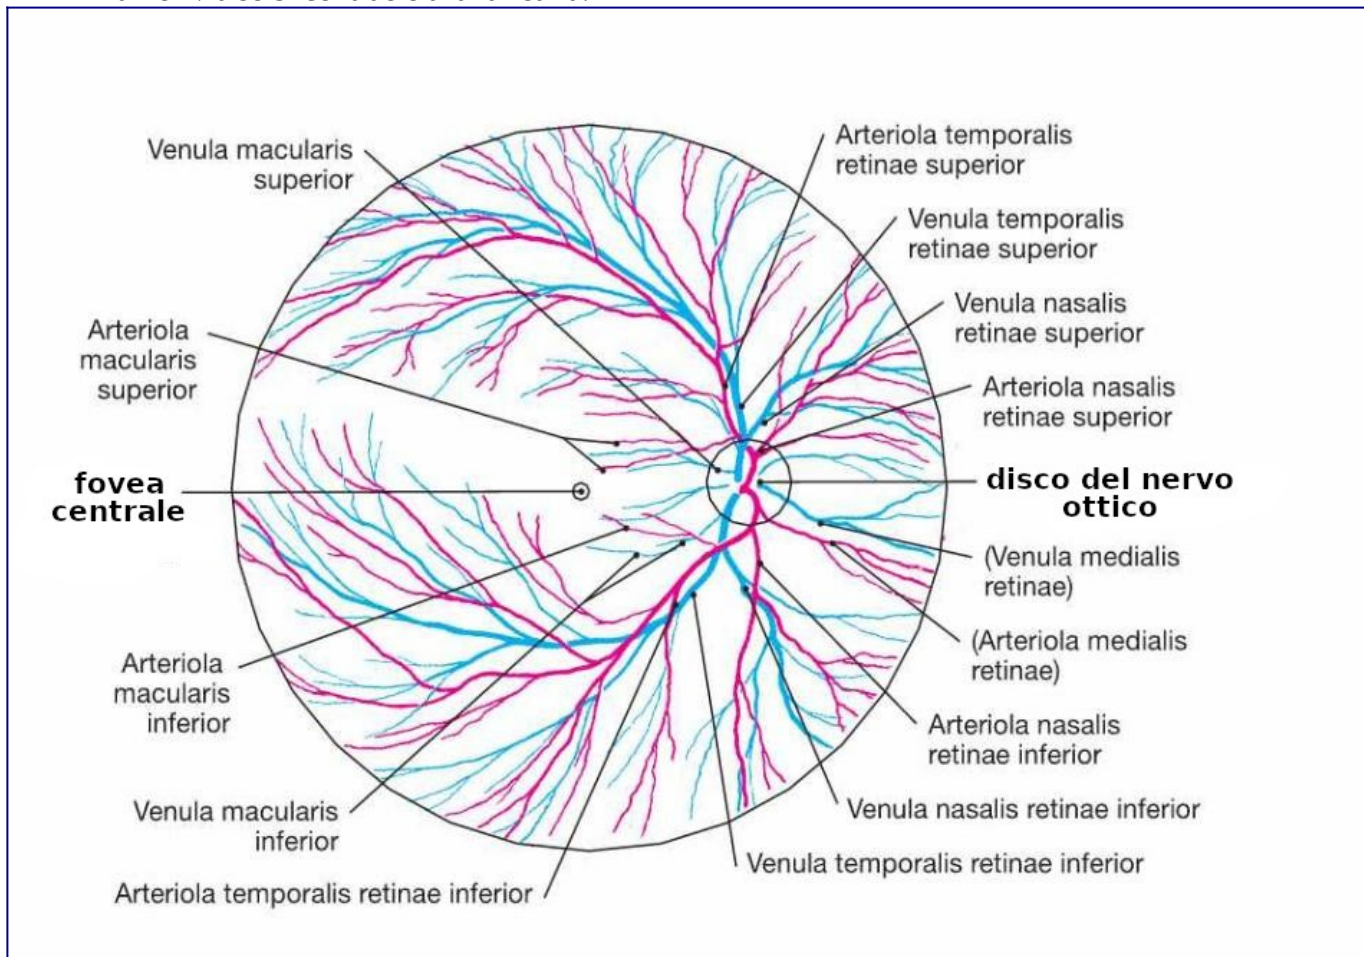 Venula macularis
superior
Arteriola temporalis
retinae superior
Venula temporalis
retinae superior
Venula nasalis
retinae superior
Arteriola
macularis
superior
Arteriola nasalis
retinae superior
fovea
centrale
disco del nervo
ottico
(Venula medialis
retinae)
(Arteriola medialis
retinae)
Arteriola
macularis
inferior
Arteriola nasalis
retinae inferior
Venula macularis
inferior
Venula nasalis retinae inferior
Venula temporalis retinae inferior
Arteriola temporalis retinae inferior